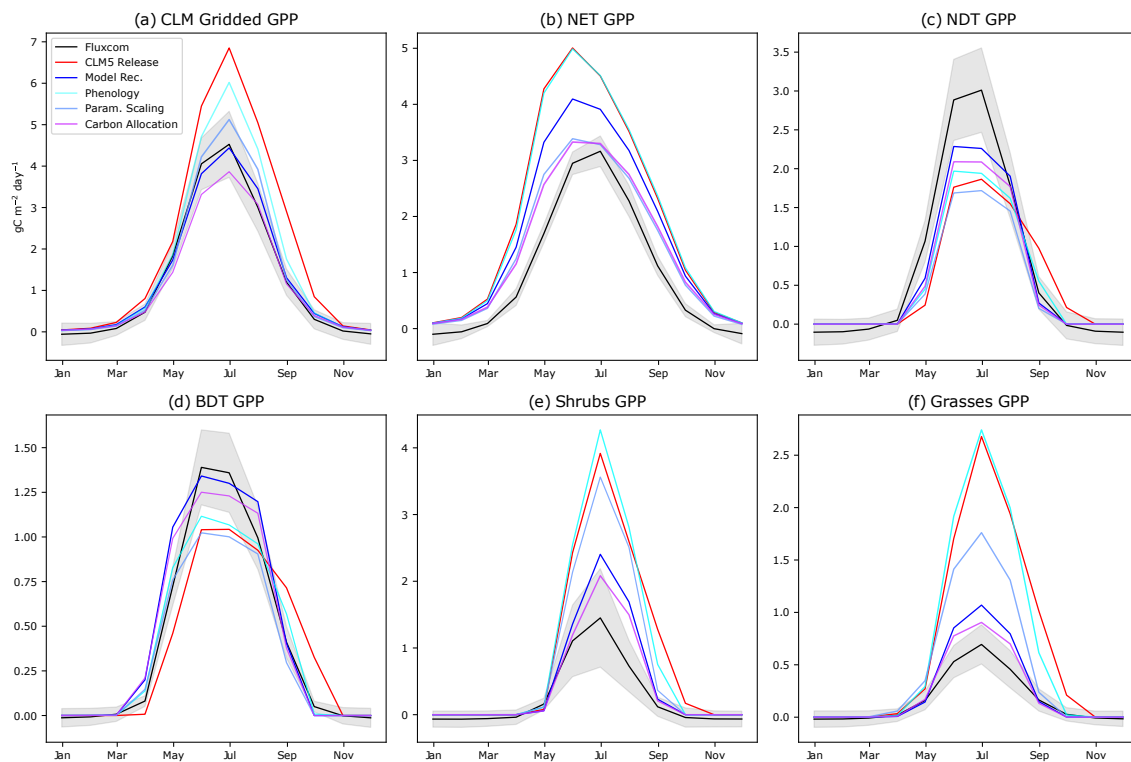 (a) CLM Gridded GPP
7
6
5
4
3
2
1
0
gC m⁻² day⁻¹
Fluxcom
CLM5 Release
Model Rec.
Phenology
Param. Scaling
Carbon Allocation
Jan Mar May Jul Sep Nov
(b) NET GPP
5
4
3
2
1
0
Jan Mar May Jul Sep Nov
(c) NDT GPP
3.5
3.0
2.5
2.0
1.5
1.0
0.5
0.0
Jan Mar May Jul Sep Nov
(d) BDT GPP
1.50
1.25
1.00
0.75
0.50
0.25
0.00
Jan Mar May Jul Sep Nov
(e) Shrubs GPP
4
3
2
1
0
Jan Mar May Jul Sep Nov
(f) Grasses GPP
2.5
2.0
1.5
1.0
0.5
0.0
Jan Mar May Jul Sep Nov